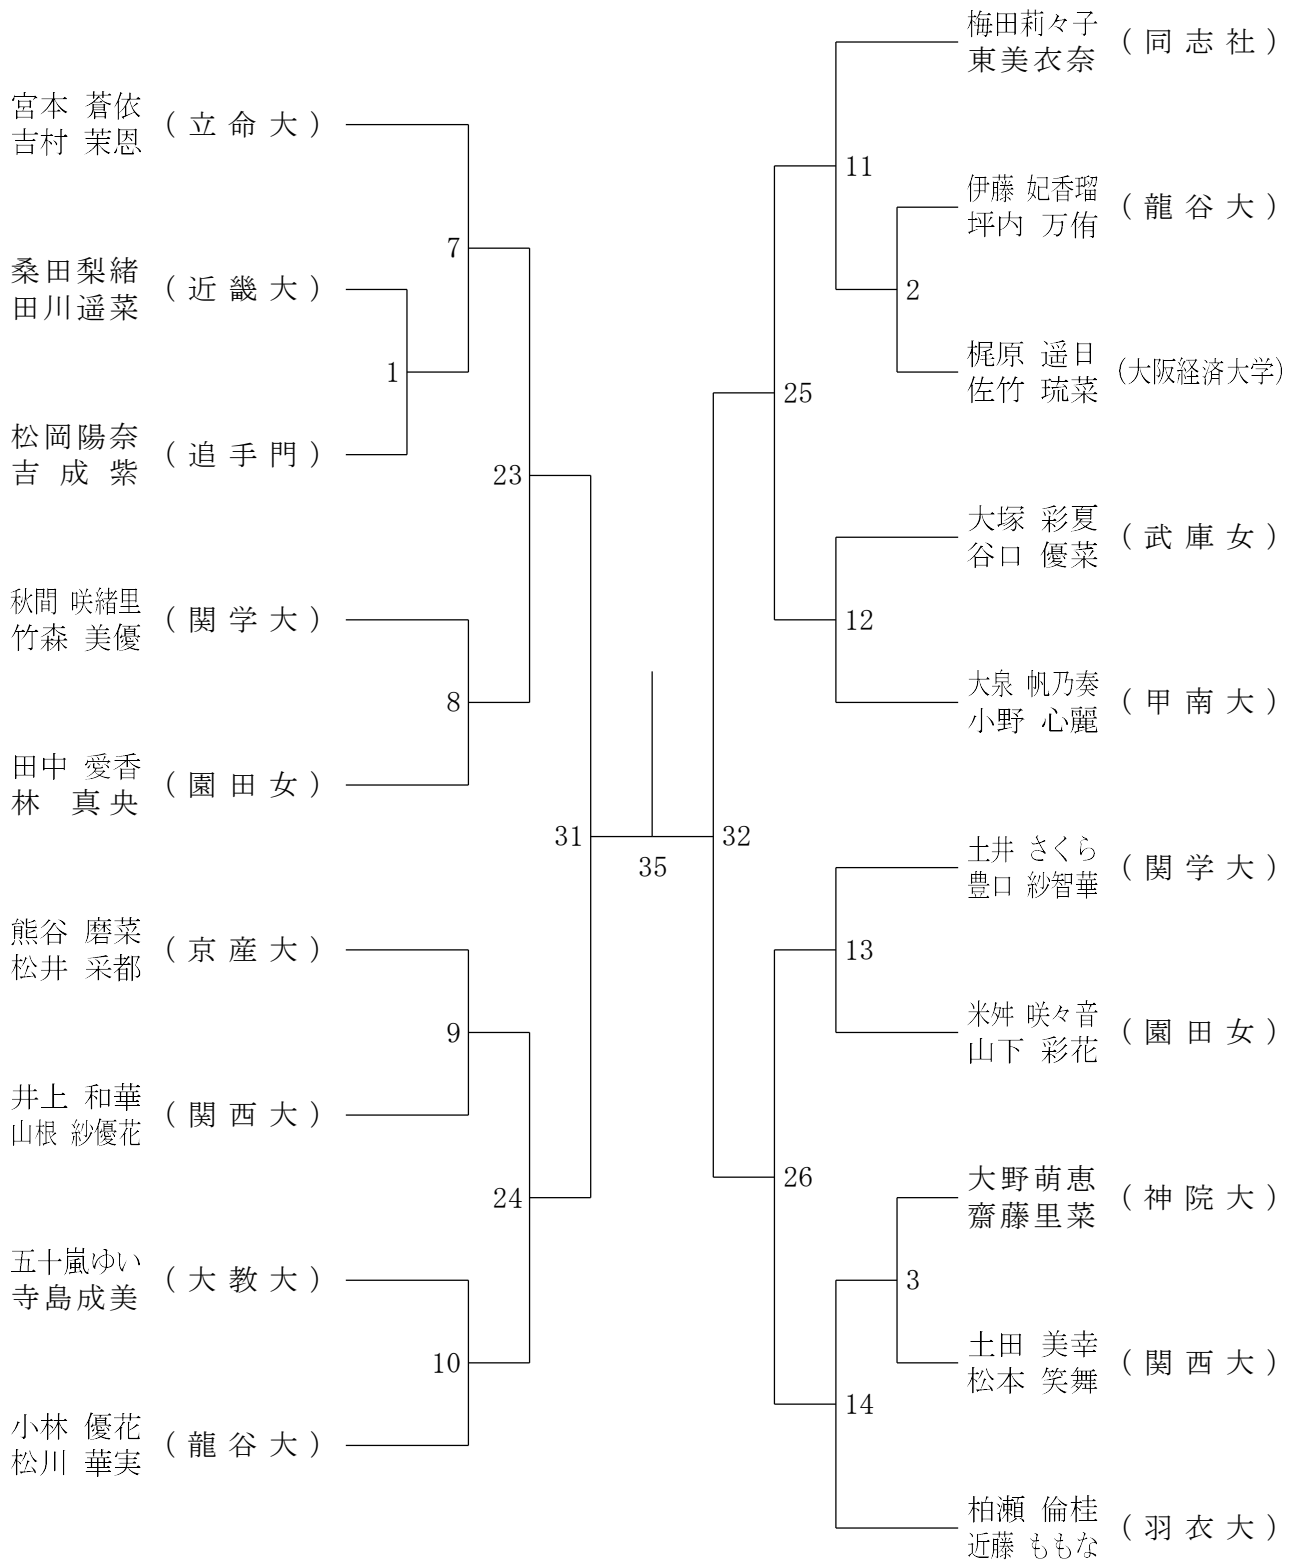 宮本 蒼依
吉村 茉恩
(立命大)
桑田梨緒
田川遥菜
(近畿大)
松岡陽奈
吉成紫
(追手門)
秋間 咲緒里
竹森 美優
(関学大)
田中 愛香
林 真央
(園田女)
熊谷 磨菜
松井 采都
(京産大)
井上 和華
山根 紗優花
(関西大)
五十嵐ゆい
寺島成美
(大教大)
小林 優花
松川 華実
(龍谷大)
7
1
23
8
31
9
24
10
35
梅田莉々子
東美衣奈
(同志社)
伊藤 妃香瑠
坪内 万侑
(龍谷大)
梶原 遥日
佐竹 琉菜
(大阪経済大学)
大塚 彩夏
谷口 優菜
(武庫女)
大泉 帆乃奏
小野 心麗
(甲南大)
土井 さくら
豊口 紗智華
(関学大)
米舛 咲々音
山下 彩花
(園田女)
大野萌恵
齋藤里菜
(神院大)
土田 美幸
松本 笑舞
(関西大)
柏瀬 倫桂
近藤 ももな
(羽衣大)
11
2
25
12
32
13
26
3
14